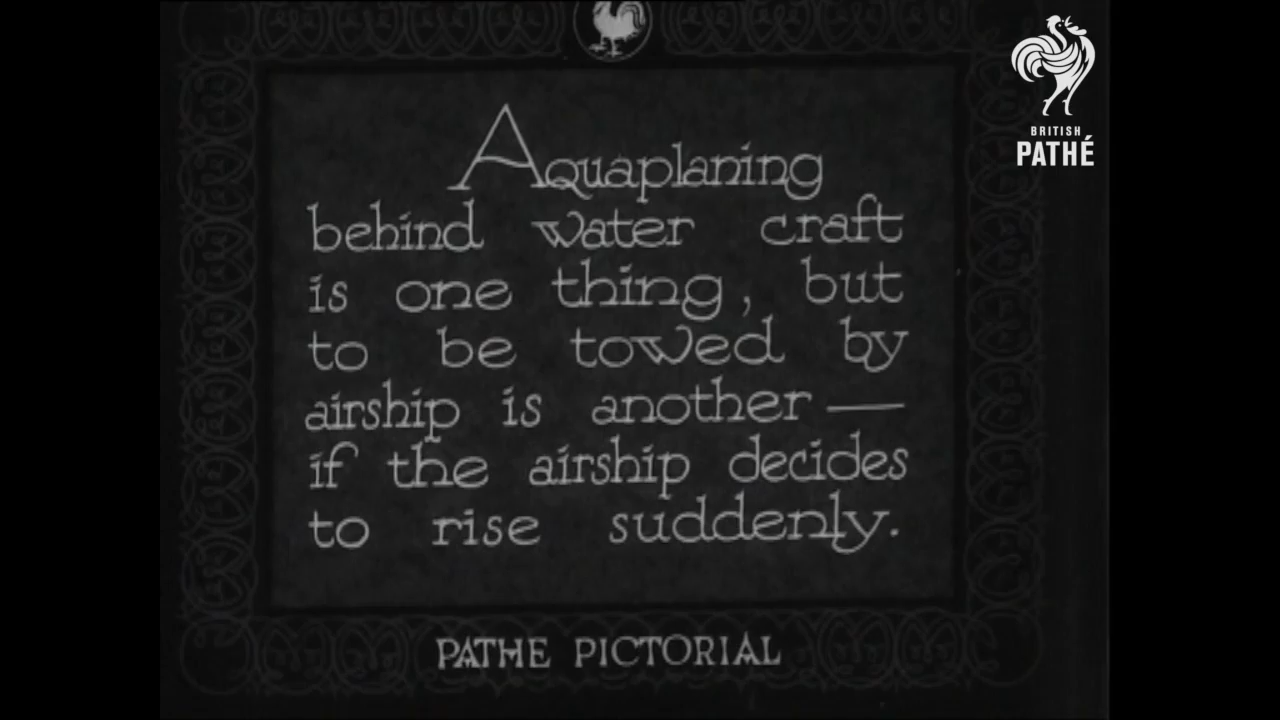 BRITISH
PATHÉ
Aquaplaning
behind water craft
is one thing, but
to be towed by
airship is another —
if the airship decides
to rise suddenly.
PATHE PICTORIAL